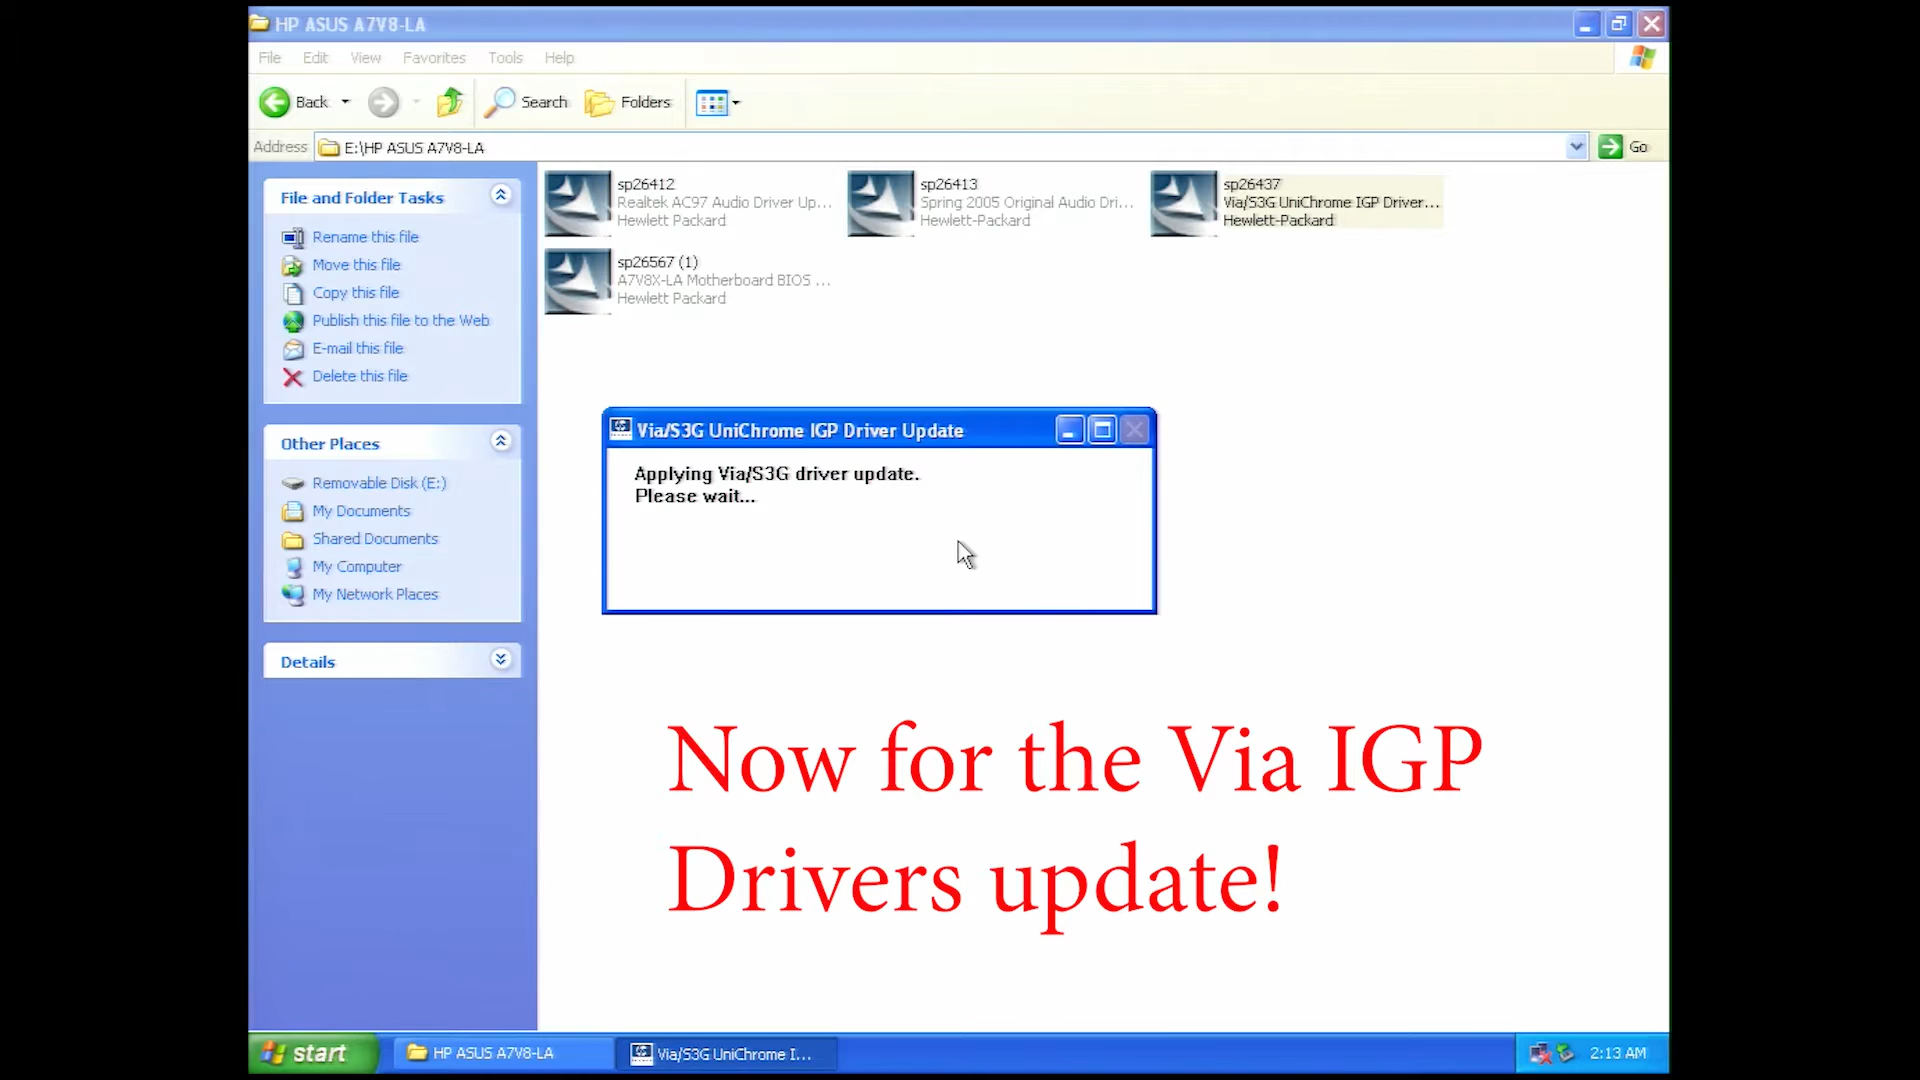 HP ASUS A7V8-LA
File Edit View Favorites Tools Help
Back Search Folders
Address E:\HP ASUS A7V8-LA Go
File and Folder Tasks
Rename this file
Move this file
Copy this file
Publish this file to the Web
E-mail this file
Delete this file
Other Places
Removable Disk (E:)
My Documents
Shared Documents
My Computer
My Network Places
Details
sp26412
Realtek AC97 Audio Driver Up...
Hewlett Packard
sp26413
Spring 2005 Original Audio Dri...
Hewlett-Packard
sp26437
Via/S3G UniChrome IGP Driver...
Hewlett-Packard
sp26567 (1)
A7V8X-LA Motherboard BIOS ...
Hewlett Packard
Via/S3G UniChrome IGP Driver Update
Applying Via/S3G driver update.
Please wait...
Now for the Via IGP
Drivers update!
start HP ASUS A7V8-LA Via/S3G UniChrome I... 2:13 AM